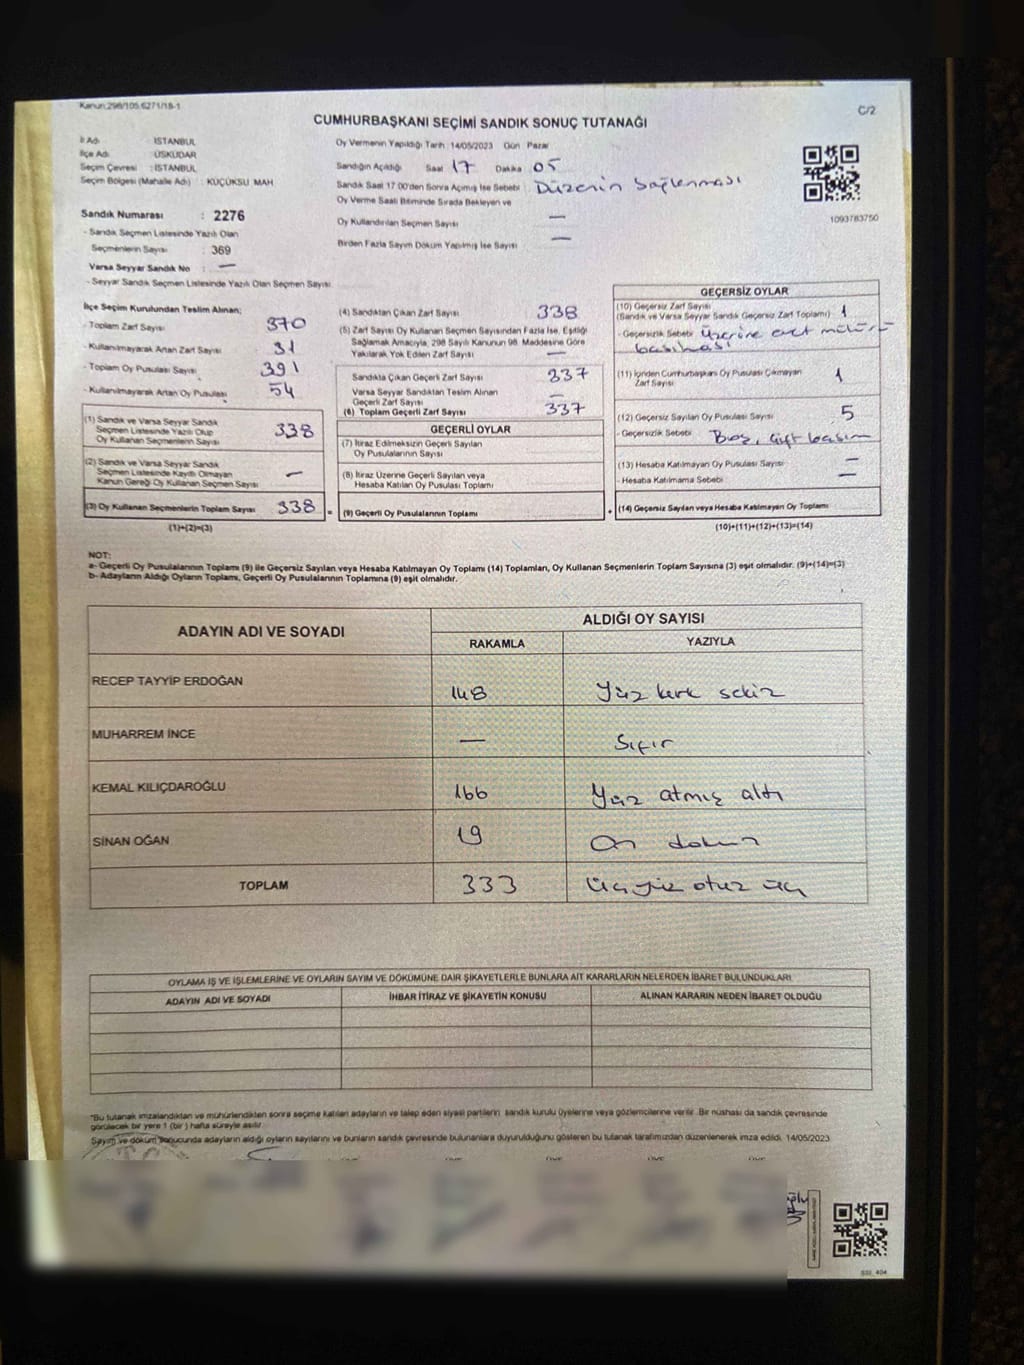 Kanun:298/105.6271/18-1
C/2
CUMHURBAŞKANI SEÇİMİ SANDIK SONUÇ TUTANAĞI
İl Adı : İSTANBUL
İlçe Adı : ÜSKÜDAR
Seçim Çevresi : İSTANBUL
Seçim Bölgesi (Mahalle Adı) : KÜÇÜKSU MAH
Sandık Numarası : 2276
- Sandık Seçmen Listesinde Yazılı Olan
Seçmenlerin Sayısı : 369
Varsa Seyyar Sandık No : —
- Seyyar Sandık Seçmen Listesinde Yazılı Olan Seçmen Sayısı
Oy Vermenin Yapıldığı Tarih: 14/05/2023 Gün Pazar
Sandığın Açıldığı Saat 17 Dakika 05
Sandık Saat 17:00'den Sonra Açılmış İse Sebebi Düzenin Sağlanması
Oy Verme Saati Bitiminde Sırada Bekleyen ve
Oy Kullandırılan Seçmen Sayısı —
Birden Fazla Sayım Döküm Yapılmış İse Sayısı —
1093783750
İlçe Seçim Kurulundan Teslim Alınan;
- Toplam Zarf Sayısı 370
- Kullanılmayarak Artan Zarf Sayısı 31
- Toplam Oy Pusulası Sayısı 391
- Kullanılmayarak Artan Oy Pusulası 54
(1) Sandık ve Varsa Seyyar Sandık
Seçmen Listesinde Yazılı Olup
Oy Kullanan Seçmenlerin Sayısı 338
(2) Sandık ve Varsa Seyyar Sandık
Seçmen Listesinde Kayıtlı Olmayan
Kanun Gereği Oy Kullanan Seçmen Sayısı —
(3) Oy Kullanan Seçmenlerin Toplam Sayısı 338 =
(1)+(2)=(3)
(4) Sandıktan Çıkan Zarf Sayısı 338
(5) Zarf Sayısı Oy Kullanan Seçmen Sayısından Fazla İse, Eşitliği
Sağlamak Amacıyla, 298 Sayılı Kanunun 98. Maddesine Göre
Yakılarak Yok Edilen Zarf Sayısı —
Sandıkta Çıkan Geçerli Zarf Sayısı 337
Varsa Seyyar Sandıktan Teslim Alınan
Geçerli Zarf Sayısı —
(6) Toplam Geçerli Zarf Sayısı 337
GEÇERLİ OYLAR
(7) İtiraz Edilmeksizin Geçerli Sayılan
Oy Pusulalarının Sayısı
(8) İtiraz Üzerine Geçerli Sayılan veya
Hesaba Katılan Oy Pusulası Toplamı
(9) Geçerli Oy Pusulalarının Toplamı +
GEÇERSİZ OYLAR
(10) Geçersiz Zarf Sayısı
(Sandık ve Varsa Seyyar Sandık Geçersiz Zarf Toplamı) 1
- Geçersizlik Sebebi: Üzerine evet mührü
basılması
(11) İçinden Cumhurbaşkanı Oy Pusulası Çıkmayan
Zarf Sayısı 1
(12) Geçersiz Sayılan Oy Pusulası Sayısı 5
- Geçersizlik Sebebi : Boş, çift basım
(13) Hesaba Katılmayan Oy Pusulası Sayısı —
- Hesaba Katılmama Sebebi —
(14) Geçersiz Sayılan veya Hesaba Katılmayan Oy Toplamı
(10)+(11)+(12)+(13)=(14)
NOT:
a- Geçerli Oy Pusulalarının Toplamı (9) ile Geçersiz Sayılan veya Hesaba Katılmayan Oy Toplamı (14) Toplamları, Oy Kullanan Seçmenlerin Toplam Sayısına (3) eşit olmalıdır. (9)+(14)=(3)
b- Adayların Aldığı Oyların Toplamı, Geçerli Oy Pusulalarının Toplamına (9) eşit olmalıdır.
ADAYIN ADI VE SOYADI
ALDIĞI OY SAYISI
RAKAMLA YAZIYLA
RECEP TAYYİP ERDOĞAN 148 Yüz kırk sekiz
MUHARREM İNCE — Sıfır
KEMAL KILIÇDAROĞLU 166 Yüz atmış altı
SİNAN OĞAN 19 On dokuz
TOPLAM 333 Üçyüz otuz üç
OYLAMA İŞ VE İŞLEMLERİNE VE OYLARIN SAYIM VE DÖKÜMÜNE DAİR ŞİKAYETLERLE BUNLARA AİT KARARLARIN NELERDEN İBARET BULUNDUKLARI
ADAYIN ADI VE SOYADI İHBAR İTİRAZ VE ŞİKAYETİN KONUSU ALINAN KARARIN NEDEN İBARET OLDUĞU
*Bu tutanak imzalandıktan ve mühürlendikten sonra seçime katılan adayların ve talep eden siyasi partilerin sandık kurulu üyelerine veya gözlemcilerine verilir. Bir nüshası da sandık çevresinde
görülecek bir yere 1 (bir) hafta süreyle asılır.
Sayım ve döküm sonucunda adayların aldığı oyların sayılarını ve bunların sandık çevresinde bulunanlara duyurulduğunu gösteren bu tutanak tarafımızdan düzenlenerek imza edildi. 14/05/2023